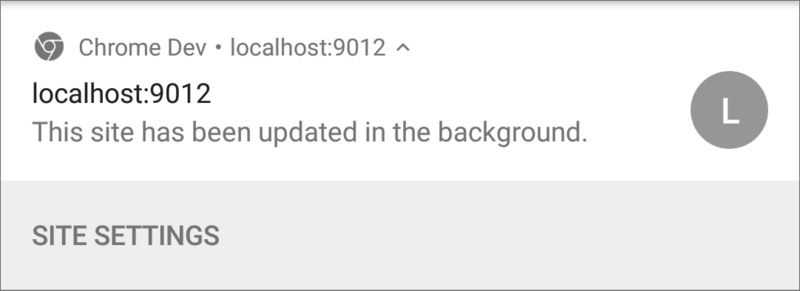 Chrome Dev • localhost:9012
localhost:9012
This site has been updated in the background.
L
SITE SETTINGS